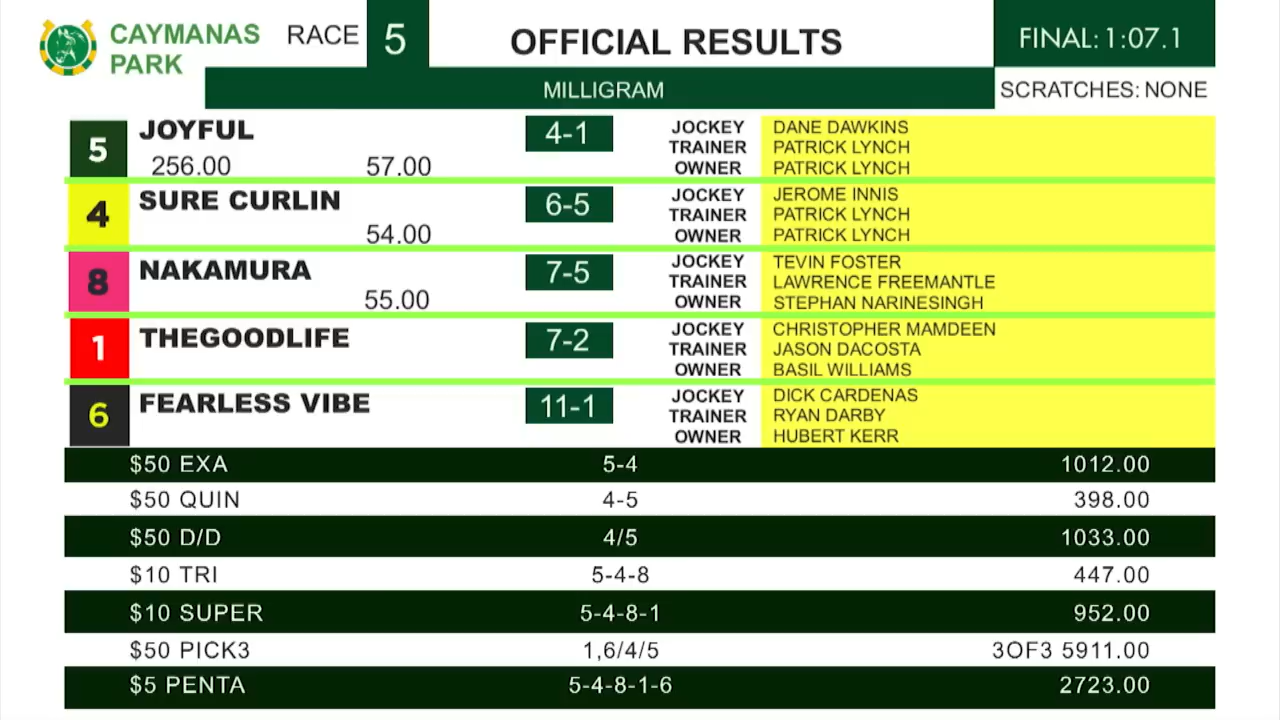 CAYMANAS
PARK
RACE 5
OFFICIAL RESULTS
FINAL: 1:07.1
MILLIGRAM
SCRATCHES: NONE
5 JOYFUL 4-1 JOCKEY DANE DAWKINS
TRAINER PATRICK LYNCH
256.00 57.00 OWNER PATRICK LYNCH
4 SURE CURLIN 6-5 JOCKEY JEROME INNIS
TRAINER PATRICK LYNCH
54.00 OWNER PATRICK LYNCH
8 NAKAMURA 7-5 JOCKEY TEVIN FOSTER
TRAINER LAWRENCE FREEMANTLE
55.00 OWNER STEPHAN NARINESINGH
1 THEGOODLIFE 7-2 JOCKEY CHRISTOPHER MAMDEEN
TRAINER JASON DACOSTA
OWNER BASIL WILLIAMS
6 FEARLESS VIBE 11-1 JOCKEY DICK CARDENAS
TRAINER RYAN DARBY
OWNER HUBERT KERR
$50 EXA 5-4 1012.00
$50 QUIN 4-5 398.00
$50 D/D 4/5 1033.00
$10 TRI 5-4-8 447.00
$10 SUPER 5-4-8-1 952.00
$50 PICK3 1,6/4/5 3OF3 5911.00
$5 PENTA 5-4-8-1-6 2723.00